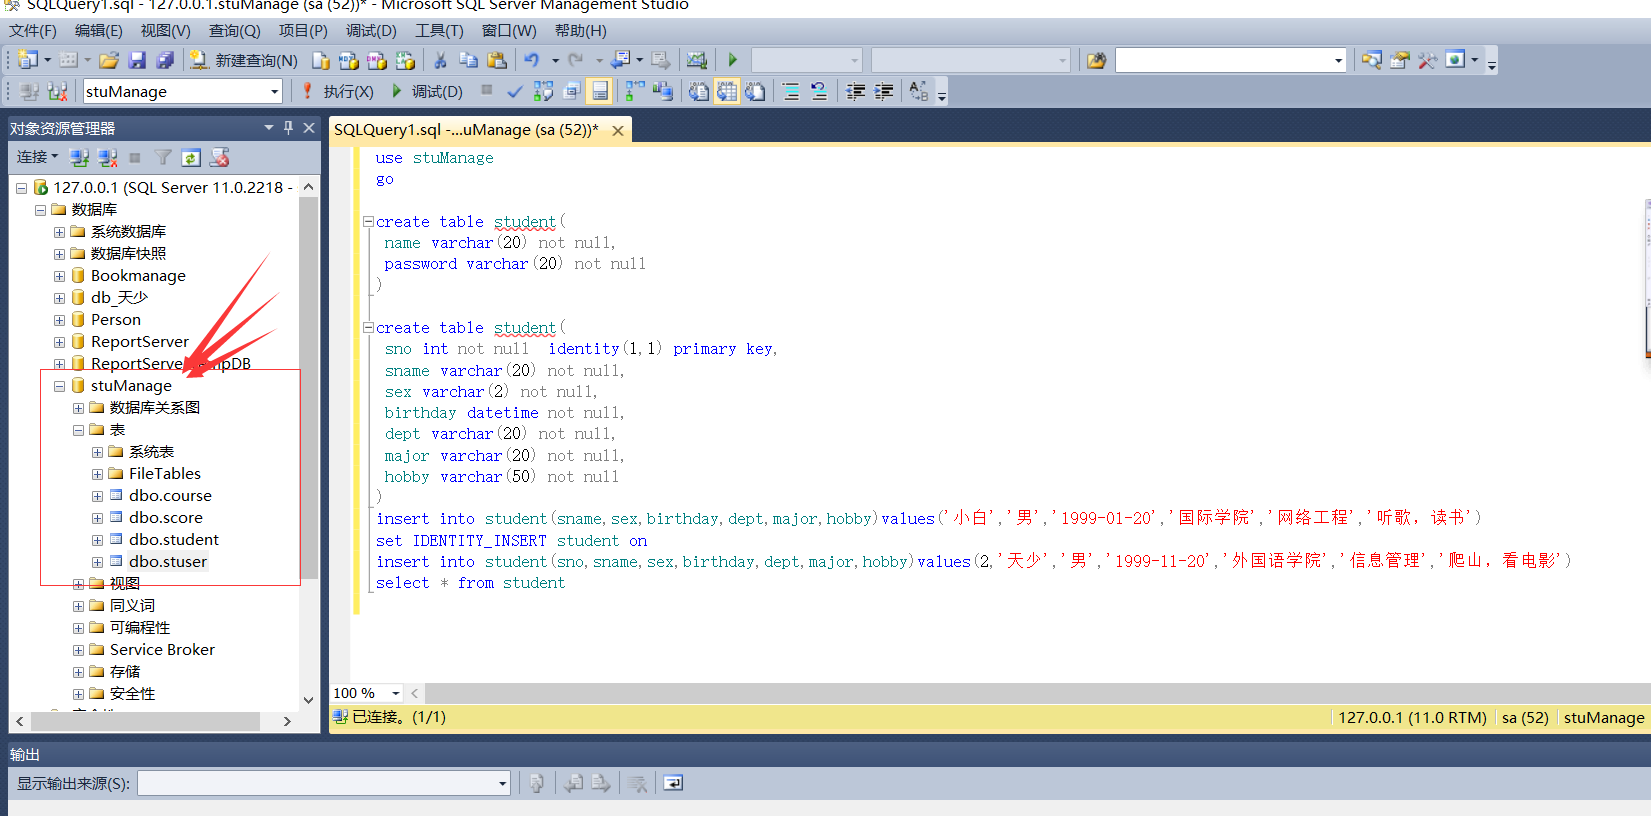 SQLQuery1.sql - 127.0.0.1.stuManage (sa (52))* - Microsoft SQL Server Management Studio
文件(F) 编辑(E) 视图(V) 查询(Q) 项目(P) 调试(D) 工具(T) 窗口(W) 帮助(H)
新建查询(N)
stuManage 执行(X) 调试(D)
对象资源管理器
连接
127.0.0.1 (SQL Server 11.0.2218 -
数据库
系统数据库
数据库快照
Bookmanage
db_天少
Person
ReportServer
ReportServer mpDB
stuManage
数据库关系图
表
系统表
FileTables
dbo.course
dbo.score
dbo.student
dbo.stuser
视图
同义词
可编程性
Service Broker
存储
安全性
SQLQuery1.sql -...uManage (sa (52))*
use stuManage
go
create table student(
name varchar(20) not null,
password varchar(20) not null
)
create table student(
sno int not null  identity(1,1) primary key,
sname varchar(20) not null,
sex varchar(2) not null,
birthday datetime not null,
dept varchar(20) not null,
major varchar(20) not null,
hobby varchar(50) not null
)
insert into student(sname,sex,birthday,dept,major,hobby)values('小白','男','1999-01-20','国际学院','网络工程','听歌，读书')
set IDENTITY_INSERT student on
insert into student(sno,sname,sex,birthday,dept,major,hobby)values(2,'天少','男','1999-11-20','外国语学院','信息管理','爬山，看电影')
select * from student
100 %
已连接。(1/1) 127.0.0.1 (11.0 RTM) sa (52) stuManage
输出
显示输出来源(S):